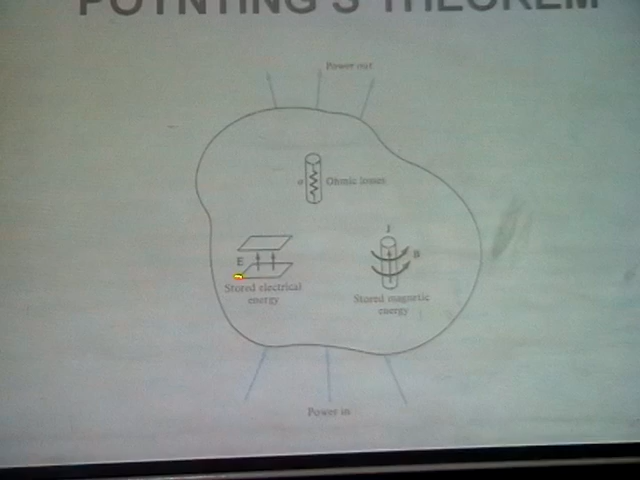 POYNTING'S THEOREM
Power out
σ
Ohmic losses
J
E
B
Stored electrical
energy
Stored magnetic
energy
Power in